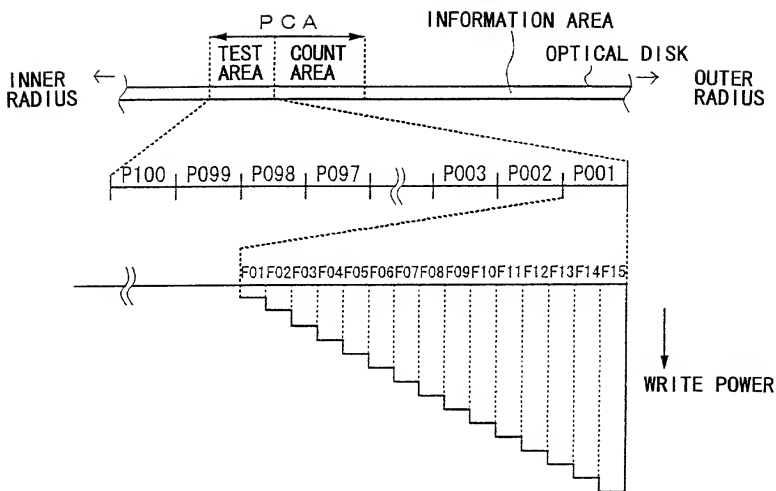 PCA
INFORMATION AREA
TEST AREA
COUNT AREA
OPTICAL DISK
INNER RADIUS
OUTER RADIUS
P100 P099 P098 P097 P003 P002 P001
F01 F02 F03 F04 F05 F06 F07 F08 F09 F10 F11 F12 F13 F14 F15
WRITE POWER